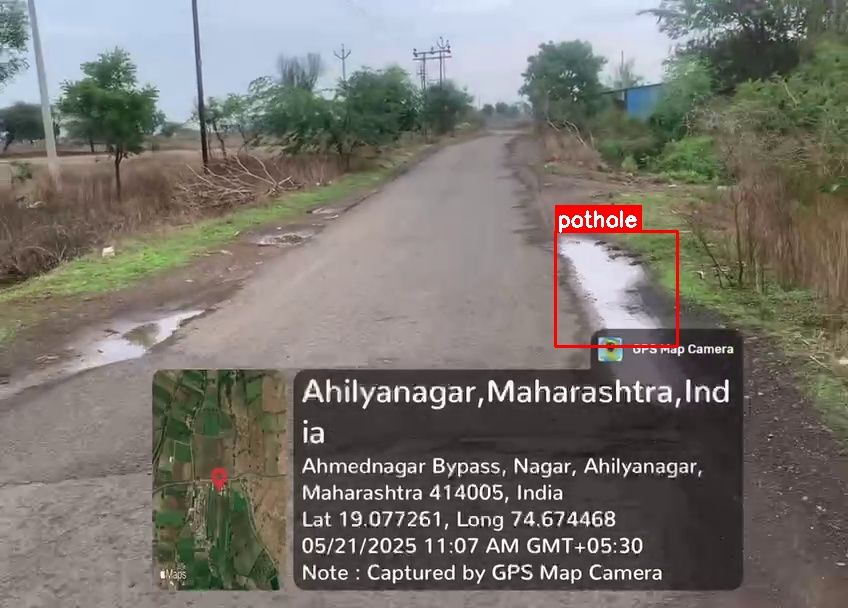 pothole
GPS Map Camera
Ahilyanagar,Maharashtra,Ind
ia
Ahmednagar Bypass, Nagar, Ahilyanagar,
Maharashtra 414005, India
Lat 19.077261, Long 74.674468
05/21/2025 11:07 AM GMT+05:30
Note : Captured by GPS Map Camera
Maps